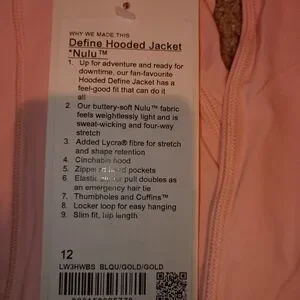 WHY WE MADE THIS
Define Hooded Jacket
*Nulu™
1. Up for adventure and ready for
downtime, our fan-favourite
Hooded Define Jacket has a
feel-good fit that can do it
all
2. Our buttery-soft Nulu™ fabric
feels weightlessly light and is
sweat-wicking and four-way
stretch
3. Added Lycra® fibre for stretch
and shape retention
4. Cinchable hood
5. Zippered hand pockets
6. Elastic zipper pull doubles as
an emergency hair tie
7. Thumbholes and Cuffins™
8. Locker loop for easy hanging
9. Slim fit, hip length
12
LW3HWBS BLQU/GOLD/GOLD